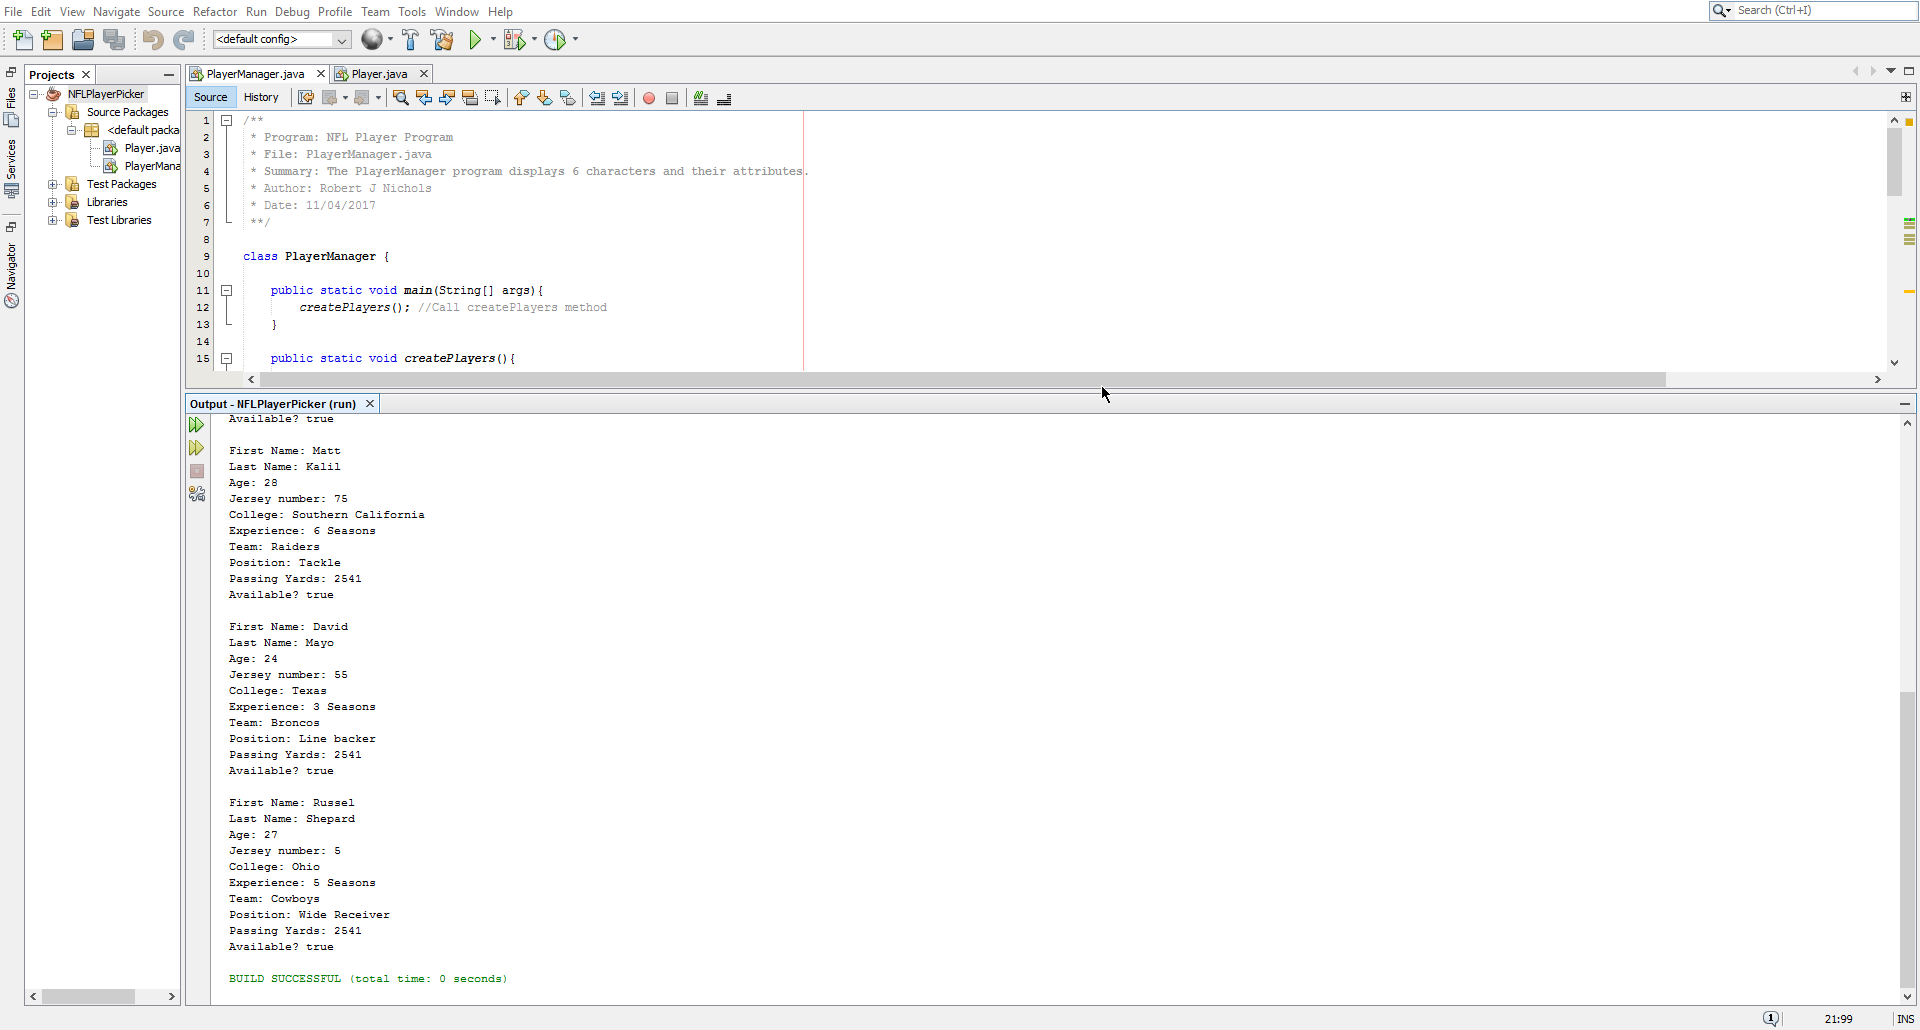 File Edit View Navigate Source Refactor Run Debug Profile Team Tools Window Help
Search (Ctrl+I)
<default config>
Files
Services
Navigator
Projects
NFLPlayerPicker
Source Packages
<default packa
Player.java
PlayerMana
Test Packages
Libraries
Test Libraries
PlayerManager.java Player.java
Source History
1 /**
2 * Program: NFL Player Program
3 * File: PlayerManager.java
4 * Summary: The PlayerManager program displays 6 characters and their attributes.
5 * Author: Robert J Nichols
6 * Date: 11/04/2017
7 **/
8
9 class PlayerManager {
10
11 public static void main(String[] args){
12 createPlayers(); //Call createPlayers method
13 }
14
15 public static void createPlayers(){
Output - NFLPlayerPicker (run)
Available? true
First Name: Matt
Last Name: Kalil
Age: 28
Jersey number: 75
College: Southern California
Experience: 6 Seasons
Team: Raiders
Position: Tackle
Passing Yards: 2541
Available? true
First Name: David
Last Name: Mayo
Age: 24
Jersey number: 55
College: Texas
Experience: 3 Seasons
Team: Broncos
Position: Line backer
Passing Yards: 2541
Available? true
First Name: Russel
Last Name: Shepard
Age: 27
Jersey number: 5
College: Ohio
Experience: 5 Seasons
Team: Cowboys
Position: Wide Receiver
Passing Yards: 2541
Available? true
BUILD SUCCESSFUL (total time: 0 seconds)
1 21:99 INS